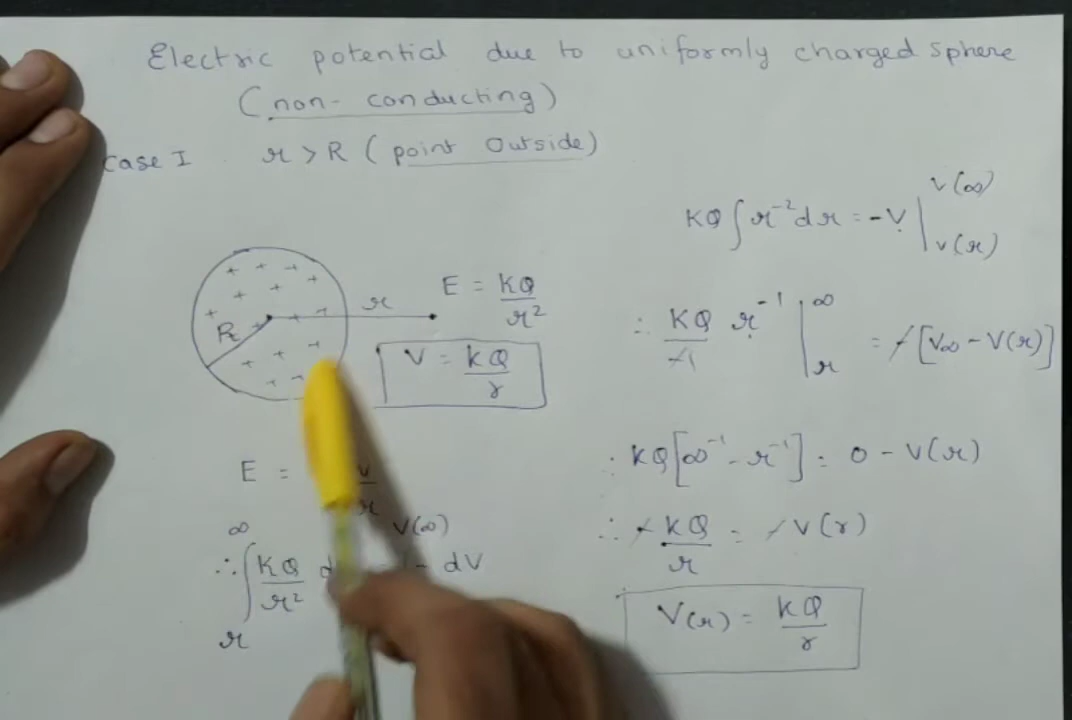 Electric potential due to uniformly charged sphere
(non-conducting)
Case I r > R (point outside)
R
r
E = KQ/r²
V = kQ/r
E =
∞ V(∞)
∴ ∫ KQ/r² d - dV
r
KQ ∫ r⁻² dr = -V | V(∞) V(r)
∴ KQ/-1 r⁻¹ | ∞ r = -[V∞ - V(r)]
∴ KQ[∞⁻¹ - r⁻¹] = 0 - V(r)
∴ -KQ/r = -V(r)
V(r) = KQ/r